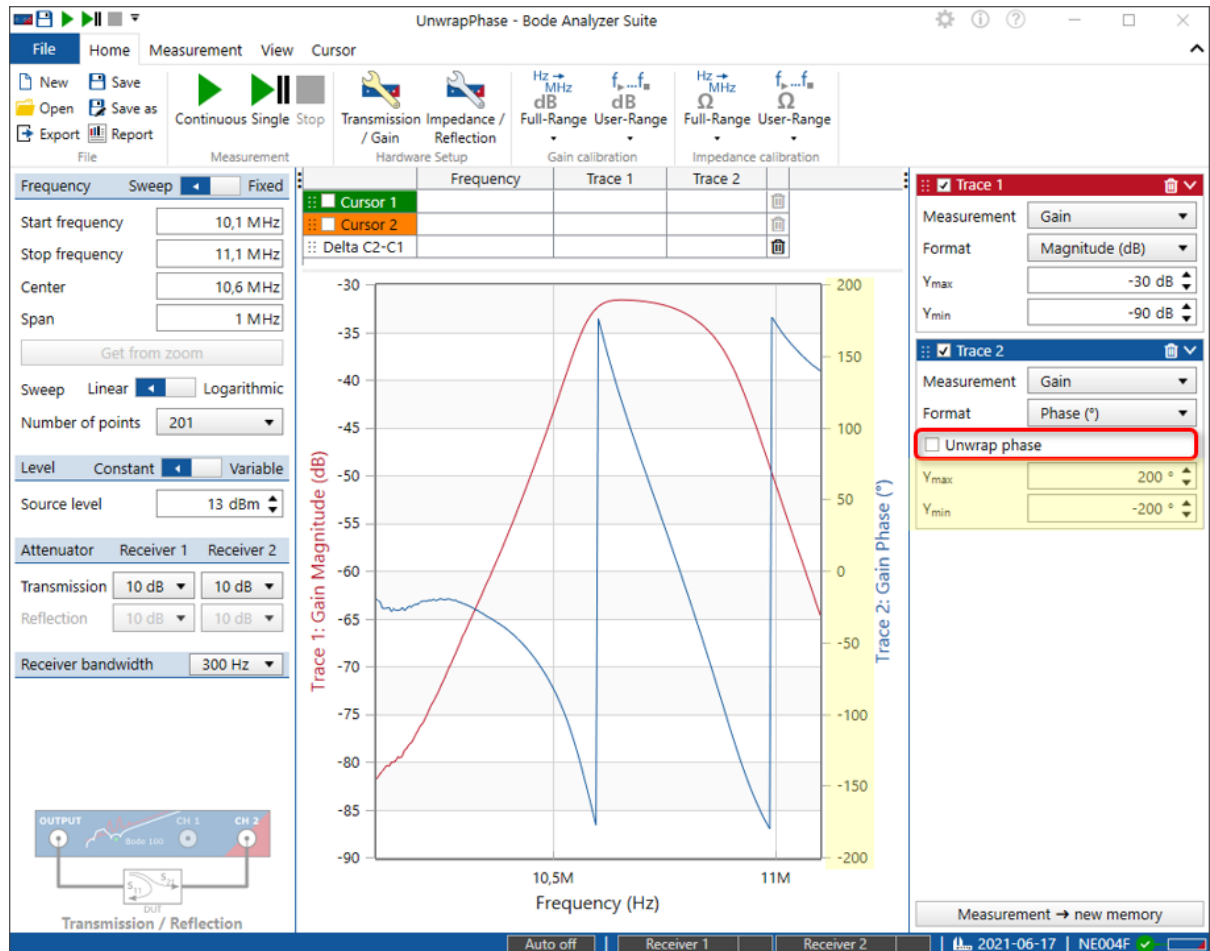 UnwrapPhase - Bode Analyzer Suite
File Home Measurement View Cursor
New Save
Open Save as
Export Report
File
Continuous Single Stop
Measurement
Transmission / Gain
Impedance / Reflection
Hardware Setup
Hz → MHz dB Full-Range
f▶...f■ dB User-Range
Gain calibration
Hz → MHz Ω Full-Range
f▶...f■ Ω User-Range
Impedance calibration
Frequency Sweep Fixed
Start frequency 10,1 MHz
Stop frequency 11,1 MHz
Center 10,6 MHz
Span 1 MHz
Get from zoom
Sweep Linear Logarithmic
Number of points 201
Level Constant Variable
Source level 13 dBm
Attenuator Receiver 1 Receiver 2
Transmission 10 dB 10 dB
Reflection 10 dB 10 dB
Receiver bandwidth 300 Hz
OUTPUT CH 1 CH 2
Bode 100
S11 S21
DUT
Transmission / Reflection
Frequency Trace 1 Trace 2
Cursor 1
Cursor 2
Delta C2-C1
Trace 1: Gain Magnitude (dB)
-30
-35
-40
-45
-50
-55
-60
-65
-70
-75
-80
-85
-90
200
150
100
50
0
-50
-100
-150
-200
Trace 2: Gain Phase (°)
10,5M 11M
Frequency (Hz)
Trace 1
Measurement Gain
Format Magnitude (dB)
Ymax -30 dB
Ymin -90 dB
Trace 2
Measurement Gain
Format Phase (°)
Unwrap phase
Ymax 200 °
Ymin -200 °
Measurement → new memory
Auto off Receiver 1 Receiver 2 2021-06-17 NE004F